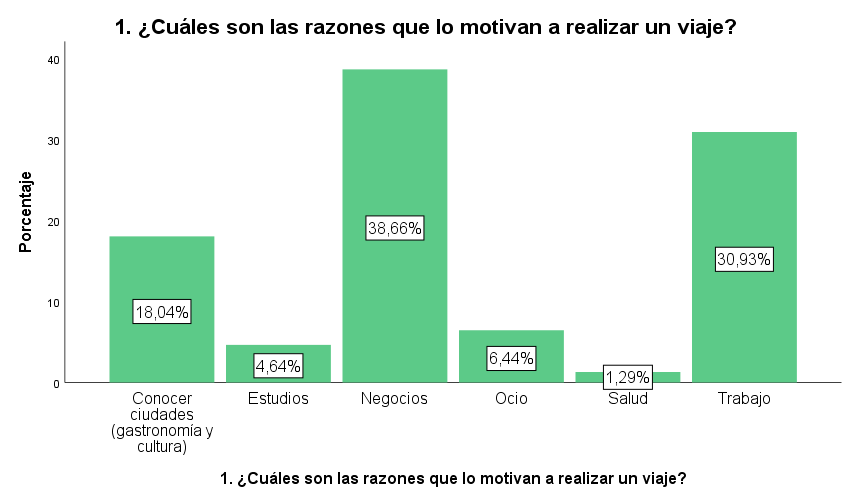 1. ¿Cuáles son las razones que lo motivan a realizar un viaje?
Porcentaje
40
30
20
10
0
18,04%
4,64%
38,66%
6,44%
1,29%
30,93%
Conocer
ciudades
(gastronomía y
cultura)
Estudios
Negocios
Ocio
Salud
Trabajo
1. ¿Cuáles son las razones que lo motivan a realizar un viaje?